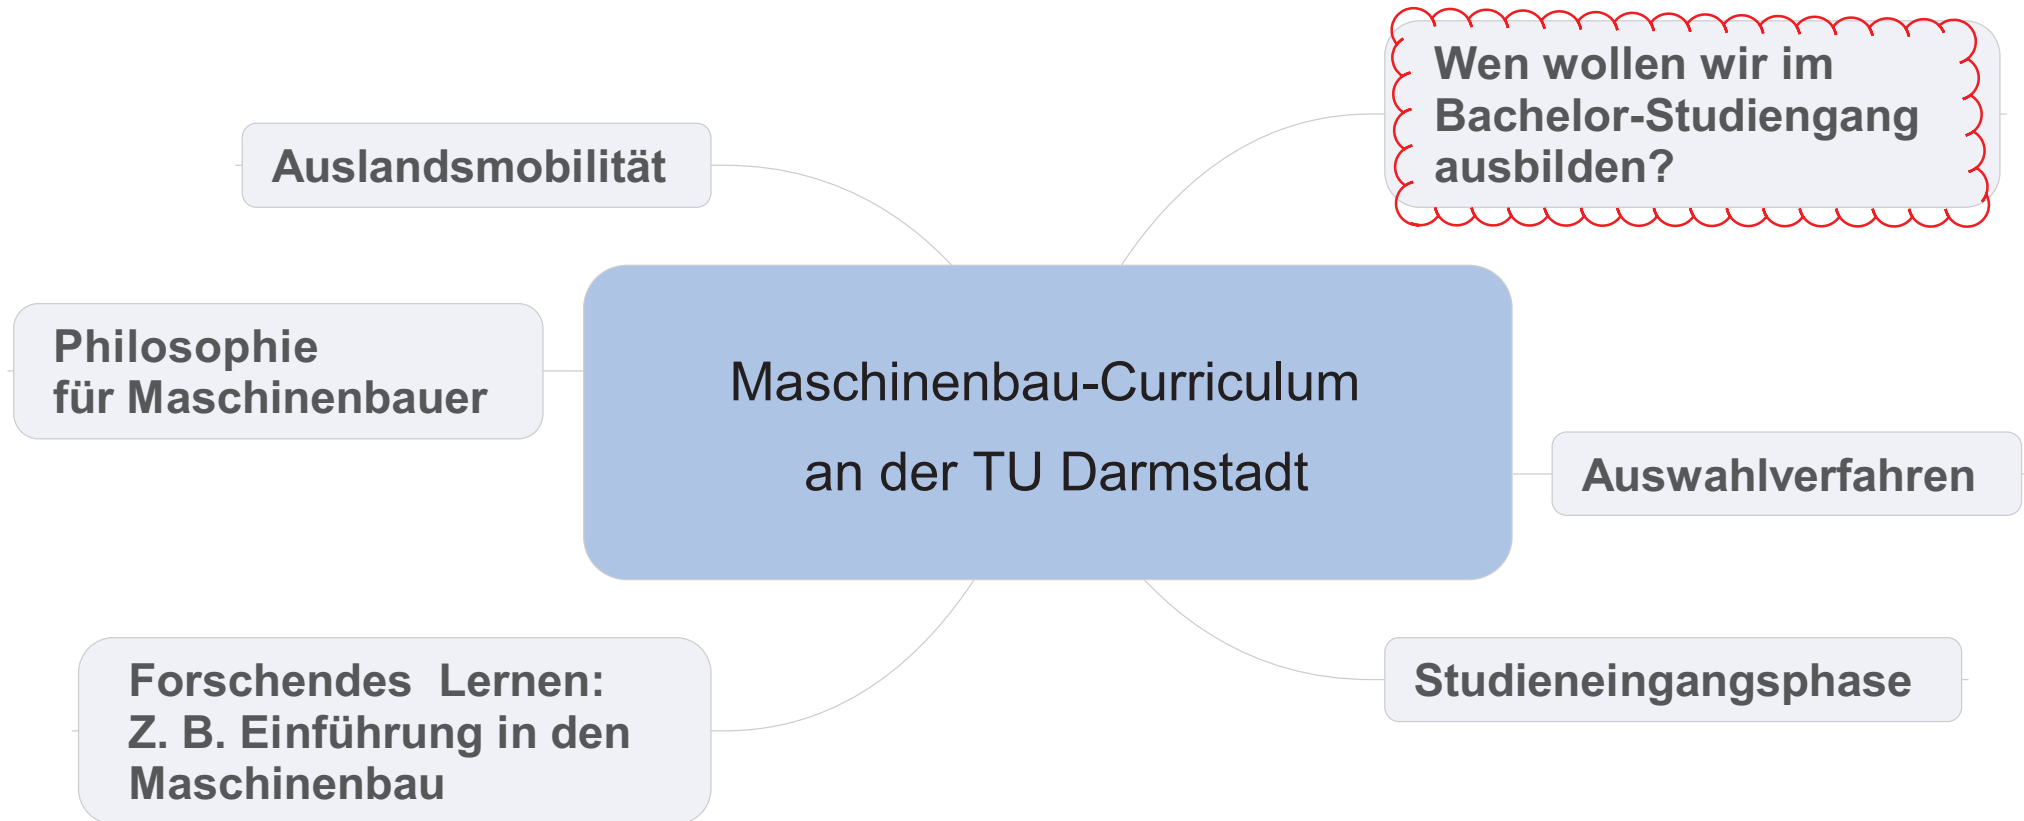 Wen wollen wir im
Bachelor-Studiengang
ausbilden?
Auslandsmobilität
Philosophie
für Maschinenbauer
Maschinenbau-Curriculum
an der TU Darmstadt
Auswahlverfahren
Forschendes Lernen:
Z. B. Einführung in den
Maschinenbau
Studieneingangsphase